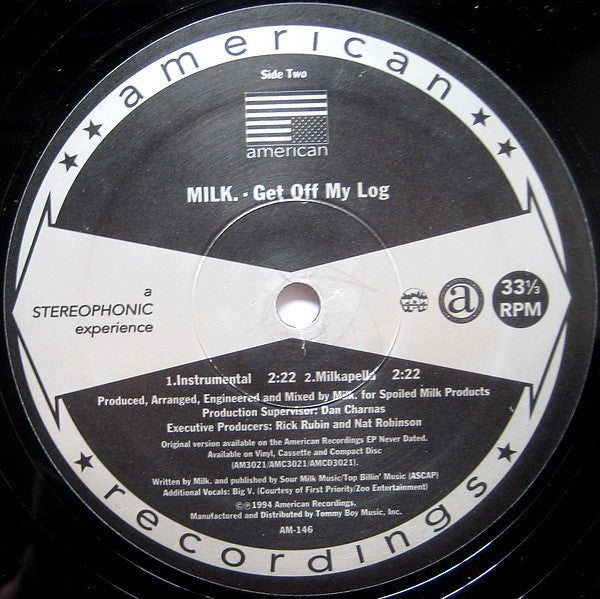 american
Side Two
american
MILK. · Get Off My Log
a
STEREOPHONIC
experience
a
33⅓
RPM
1.Instrumental 2:22 2.Milkapella 2:22
Produced, Arranged, Engineered and Mixed by Milk. for Spoiled Milk Products
Production Supervisor: Dan Charnas
Executive Producers: Rick Rubin and Nat Robinson
Original version available on the American Recordings EP Never Dated.
Available on Vinyl, Cassette and Compact Disc
(AM3021/AMC3021/AMCD3021).
Written by Milk. and published by Sour Milk Music/Top Billin' Music (ASCAP)
Additional Vocals: Big V. (Courtesy of First Priority/Zoo Entertainment)
©℗1994 American Recordings.
Manufactured and Distributed by Tommy Boy Music, Inc.
AM-146
recordings